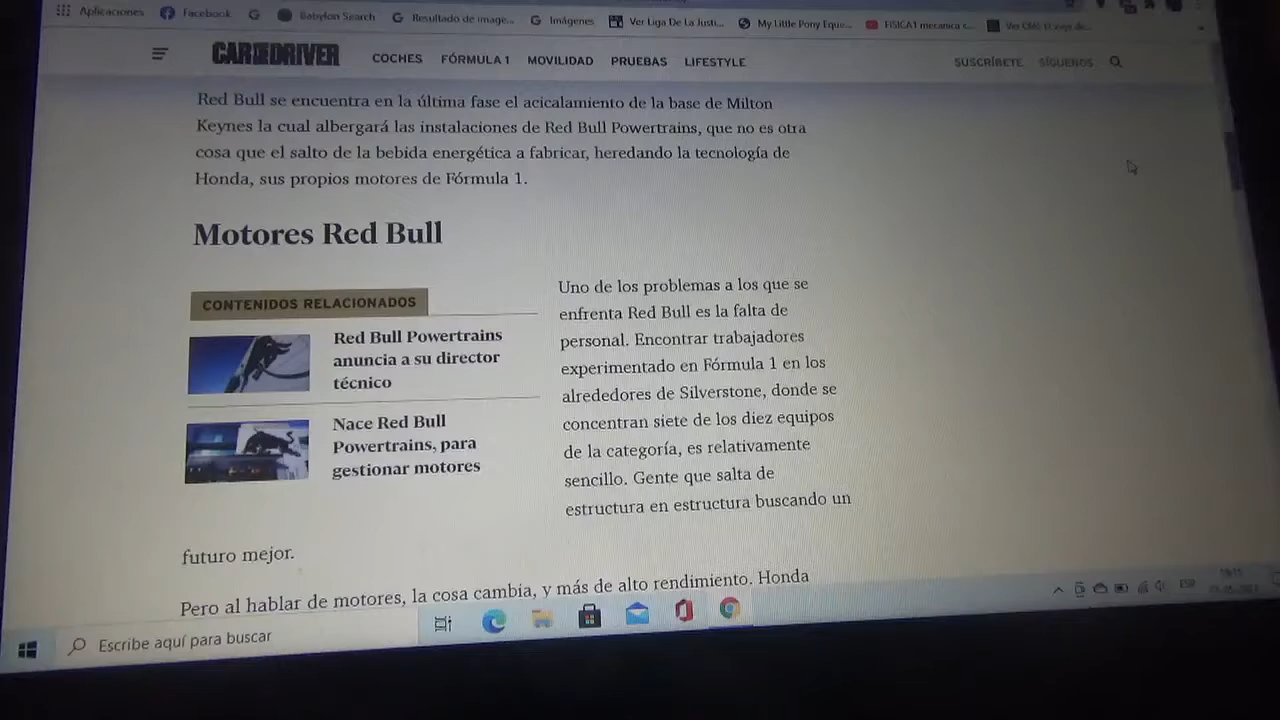 Aplicaciones Facebook Babylon Search Resultado de image... Imágenes Ver Liga De La Justi... My Little Pony Eque... FISICA1 mecanica c...
CAR AND DRIVER COCHES FÓRMULA 1 MOVILIDAD PRUEBAS LIFESTYLE SUSCRÍBETE SÍGUENOS
Red Bull se encuentra en la última fase el acicalamiento de la base de Milton
Keynes la cual albergará las instalaciones de Red Bull Powertrains, que no es otra
cosa que el salto de la bebida energética a fabricar, heredando la tecnología de
Honda, sus propios motores de Fórmula 1.
Motores Red Bull
CONTENIDOS RELACIONADOS
Red Bull Powertrains
anuncia a su director
técnico
Nace Red Bull
Powertrains, para
gestionar motores
Uno de los problemas a los que se
enfrenta Red Bull es la falta de
personal. Encontrar trabajadores
experimentado en Fórmula 1 en los
alrededores de Silverstone, donde se
concentran siete de los diez equipos
de la categoría, es relativamente
sencillo. Gente que salta de
estructura en estructura buscando un
futuro mejor.
Pero al hablar de motores, la cosa cambia, y más de alto rendimiento. Honda
Escribe aquí para buscar
ESP